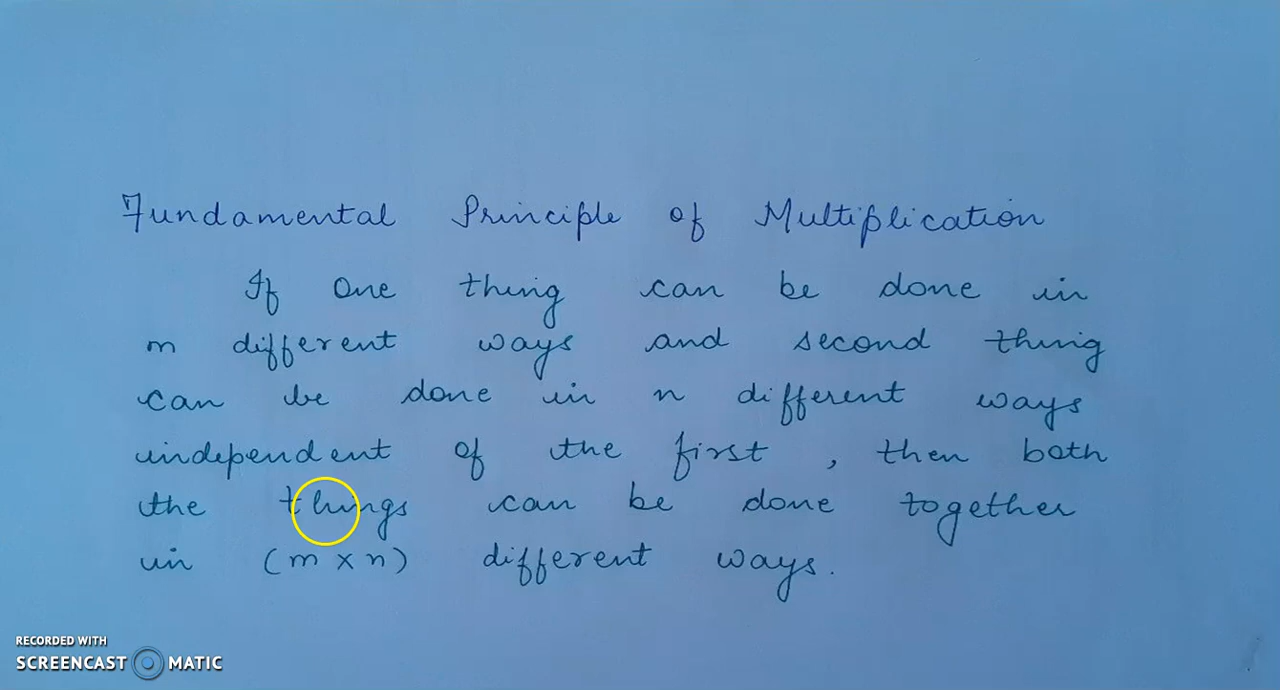 Fundamental Principle of Multiplication
If one thing can be done in
m different ways and second thing
can be done in n different ways
independent of the first, then both
the things can be done together
in (m x n) different ways.
RECORDED WITH
SCREENCAST MATIC